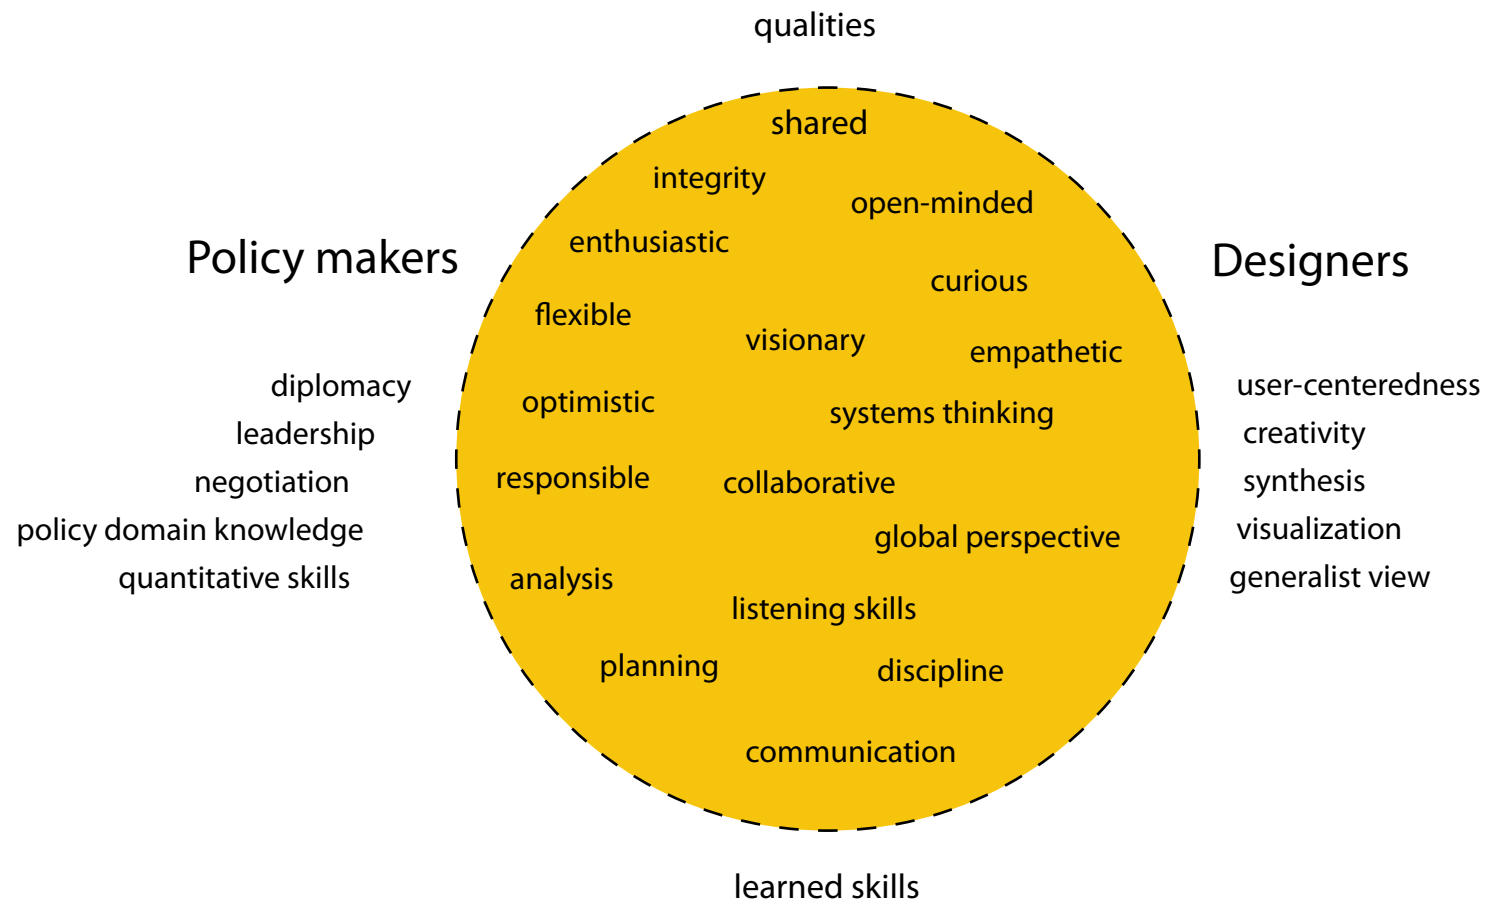 qualities
shared
integrity
open-minded
enthusiastic
Policy makers
Designers
curious
flexible
visionary
empathetic
diplomacy
user-centeredness
optimistic
systems thinking
leadership
creativity
responsible
collaborative
negotiation
synthesis
policy domain knowledge
global perspective
visualization
quantitative skills
analysis
generalist view
listening skills
planning
discipline
communication
learned skills